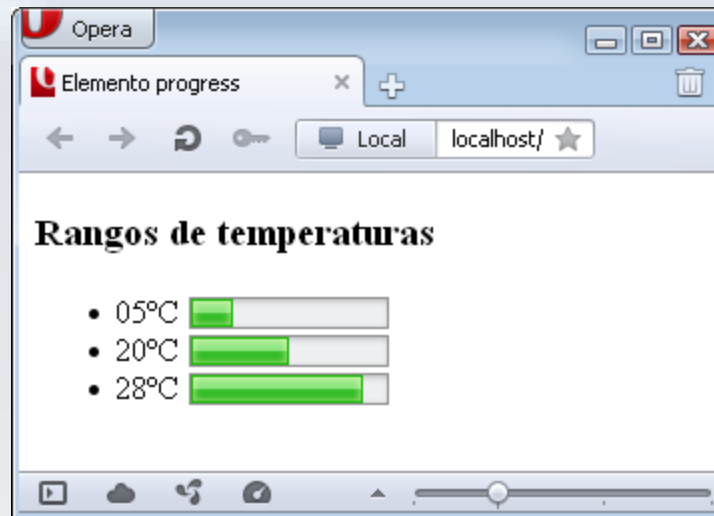 Opera
Elemento progress
Local localhost/
Rangos de temperaturas
05ºC
20ºC
28ºC